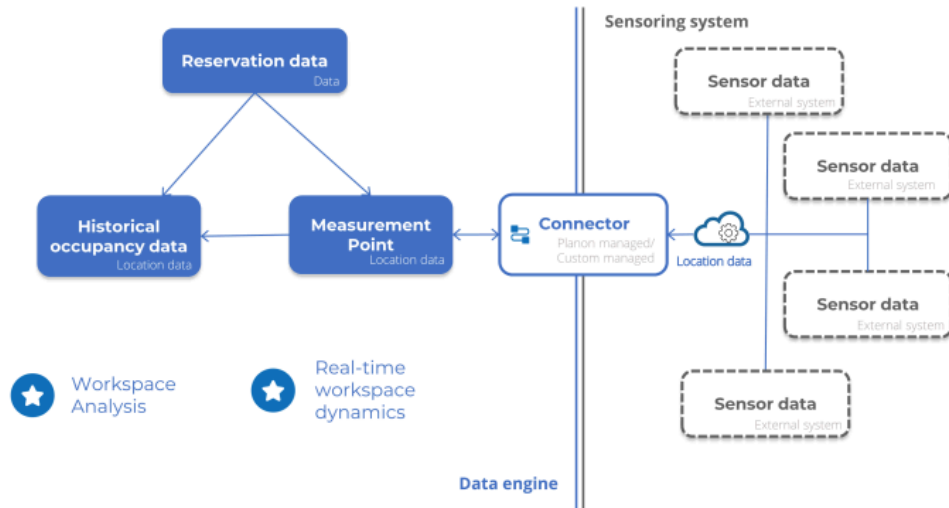 Sensoring system
Reservation data
Data
Sensor data
External system
Sensor data
External system
Historical
occupancy data
Location data
Measurement
Point
Location data
Connector
Planon managed/
Custom managed
Location data
Sensor data
External system
Sensor data
External system
Workspace
Analysis
Real-time
workspace
dynamics
Data engine